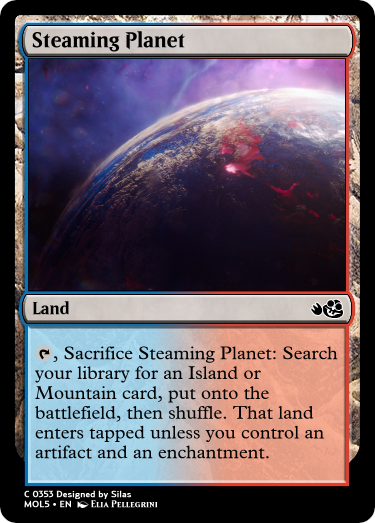 Steaming Planet
Land
, Sacrifice Steaming Planet: Search
your library for an Island or
Mountain card, put onto the
battlefield, then shuffle. That land
enters tapped unless you control an
artifact and an enchantment.
C 0353 Designed by Silas
MOL5 • EN Elia Pellegrini